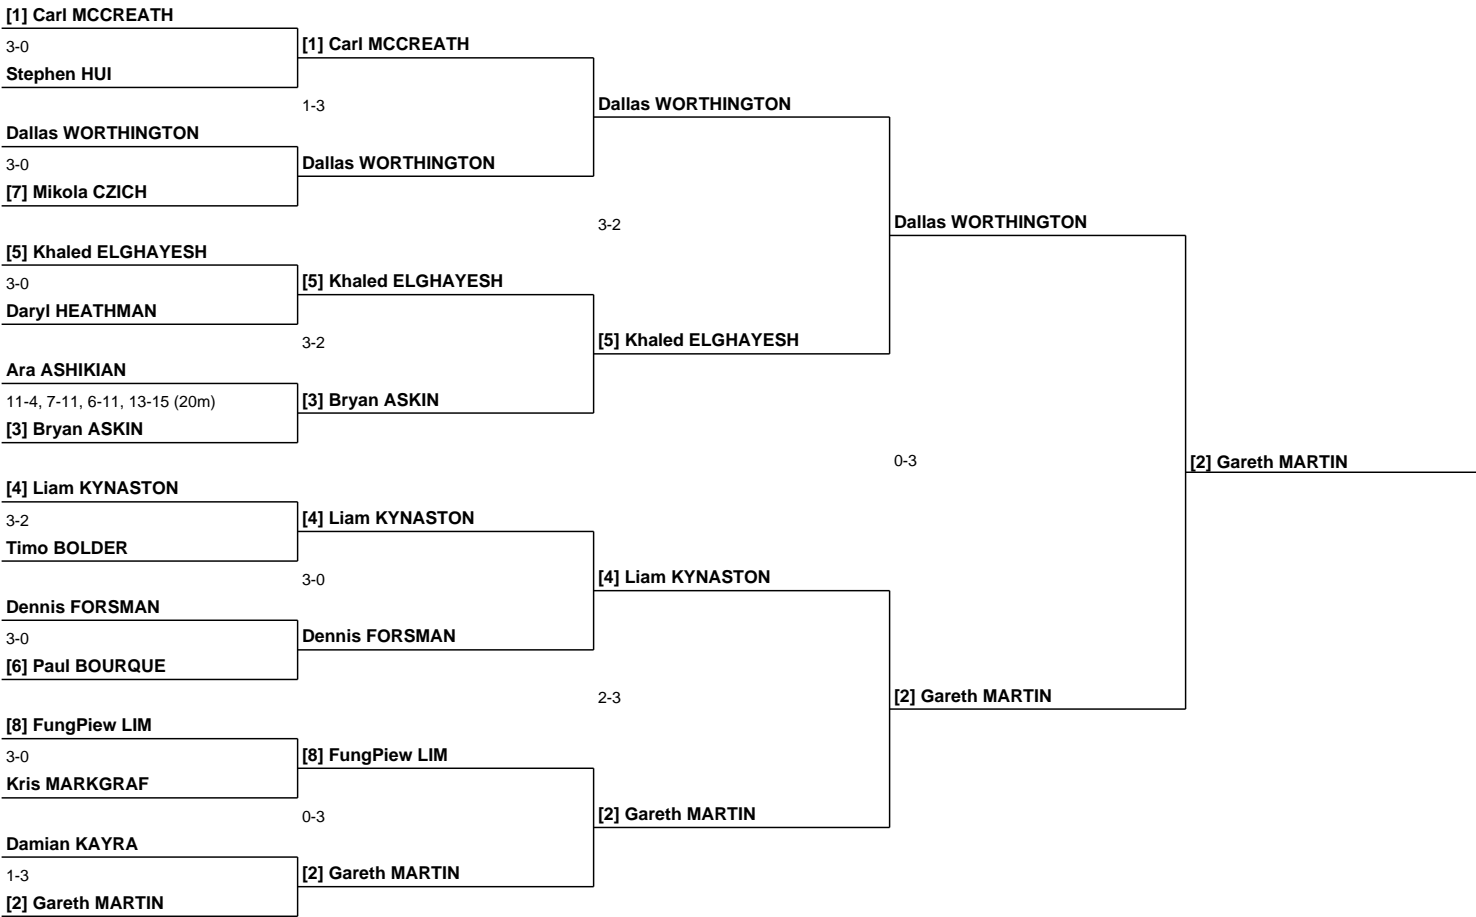 [1] Carl MCCREATH
3-0
Stephen HUI
Dallas WORTHINGTON
3-0
[7] Mikola CZICH
[5] Khaled ELGHAYESH
3-0
Daryl HEATHMAN
Ara ASHIKIAN
11-4, 7-11, 6-11, 13-15 (20m)
[3] Bryan ASKIN
[4] Liam KYNASTON
3-2
Timo BOLDER
Dennis FORSMAN
3-0
[6] Paul BOURQUE
[8] FungPiew LIM
3-0
Kris MARKGRAF
Damian KAYRA
1-3
[2] Gareth MARTIN
[1] Carl MCCREATH
1-3
Dallas WORTHINGTON
[5] Khaled ELGHAYESH
3-2
[3] Bryan ASKIN
[4] Liam KYNASTON
3-0
Dennis FORSMAN
[8] FungPiew LIM
0-3
[2] Gareth MARTIN
Dallas WORTHINGTON
3-2
[5] Khaled ELGHAYESH
[4] Liam KYNASTON
2-3
[2] Gareth MARTIN
Dallas WORTHINGTON
0-3
[2] Gareth MARTIN
[2] Gareth MARTIN